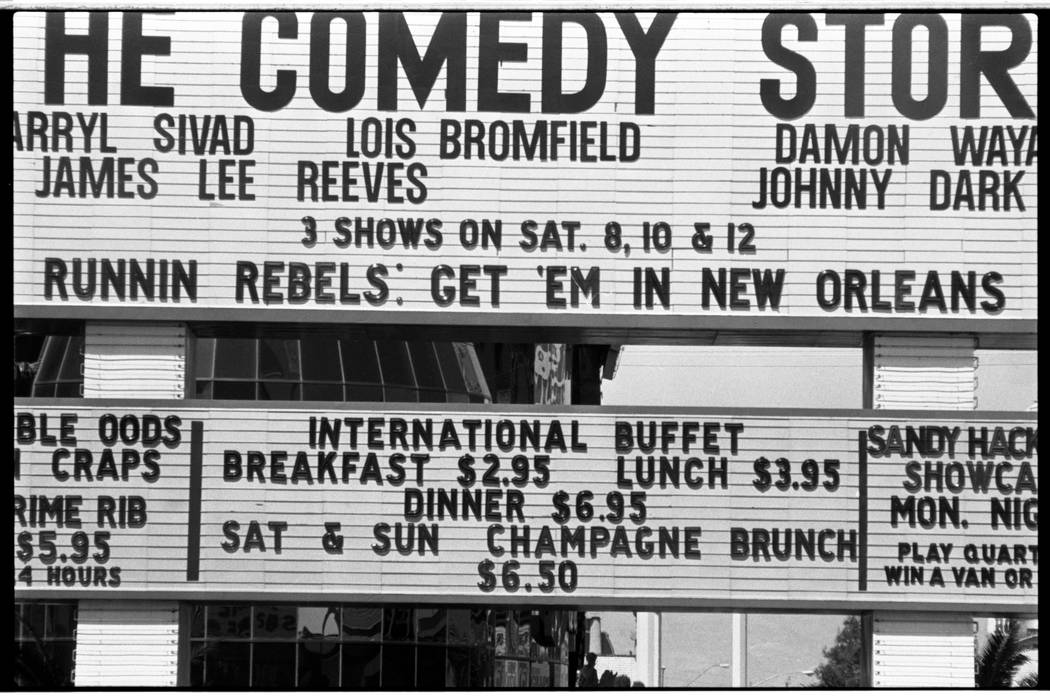 HE COMEDY STOR
ARRYL SIVAD LOIS BROMFIELD DAMON WAYA
JAMES LEE REEVES JOHNNY DARK
3 SHOWS ON SAT. 8, 10 & 12
RUNNIN REBELS: GET 'EM IN NEW ORLEANS
BLE OODS
CRAPS
RIME RIB
$5.95
4 HOURS
INTERNATIONAL BUFFET
BREAKFAST $2.95 LUNCH $3.95
DINNER $6.95
SAT & SUN CHAMPAGNE BRUNCH
$6.50
SANDY HACK
SHOWCA
MON. NIG
PLAY QUART
WIN A VAN OR